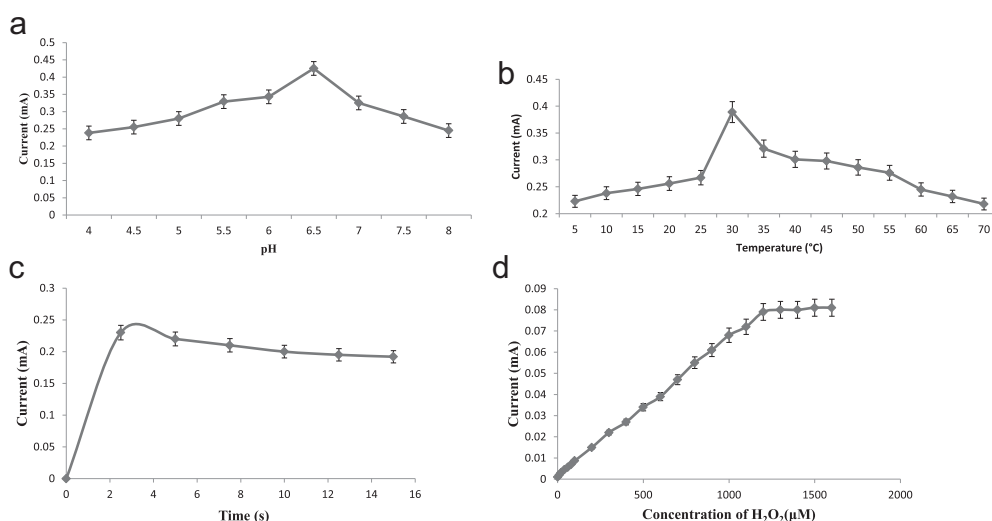 a
0.5
0.45
0.4
0.35
0.3
0.25
0.2
0.15
0.1
0.05
0
Current (mA)
4 4.5 5 5.5 6 6.5 7 7.5 8
pH
b
0.45
0.4
0.35
0.3
0.25
0.2
Current (mA)
5 10 15 20 25 30 35 40 45 50 55 60 65 70
Temperature (°C)
c
0.3
0.25
0.2
0.15
0.1
0.05
0
Current (mA)
0 2 4 6 8 10 12 14 16
Time (s)
d
0.09
0.08
0.07
0.06
0.05
0.04
0.03
0.02
0.01
0
Current (mA)
0 500 1000 1500 2000
Concentration of H₂O₂(µM)